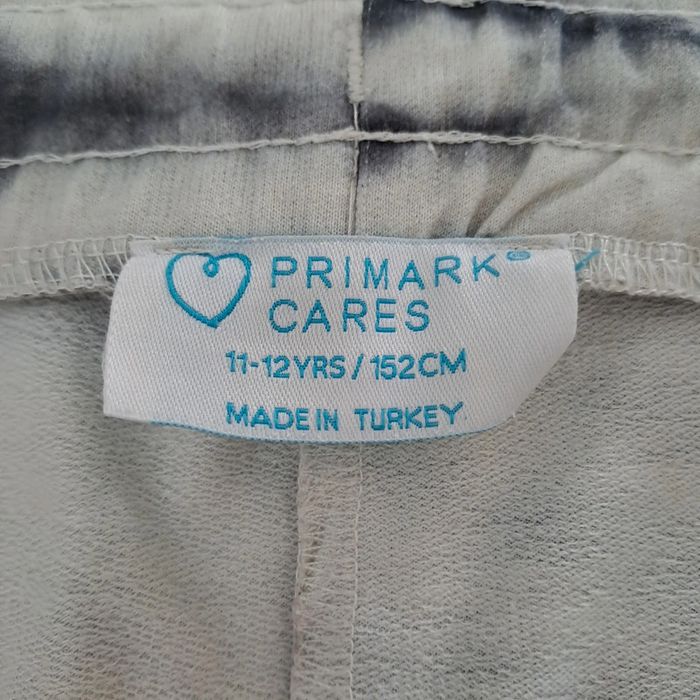 PRIMARK®
CARES
11-12YRS/152CM
MADE IN TURKEY